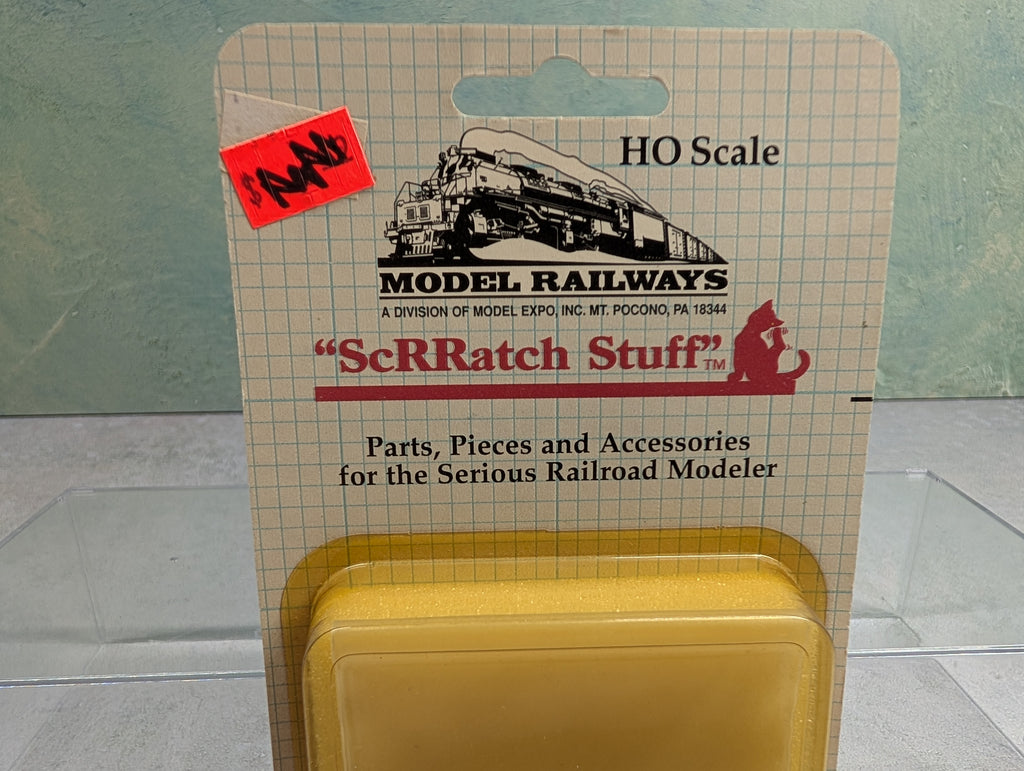 HO Scale
MODEL RAILWAYS
A DIVISION OF MODEL EXPO, INC. MT. POCONO, PA 18344
“ScRRatch Stuff”™
Parts, Pieces and Accessories
for the Serious Railroad Modeler